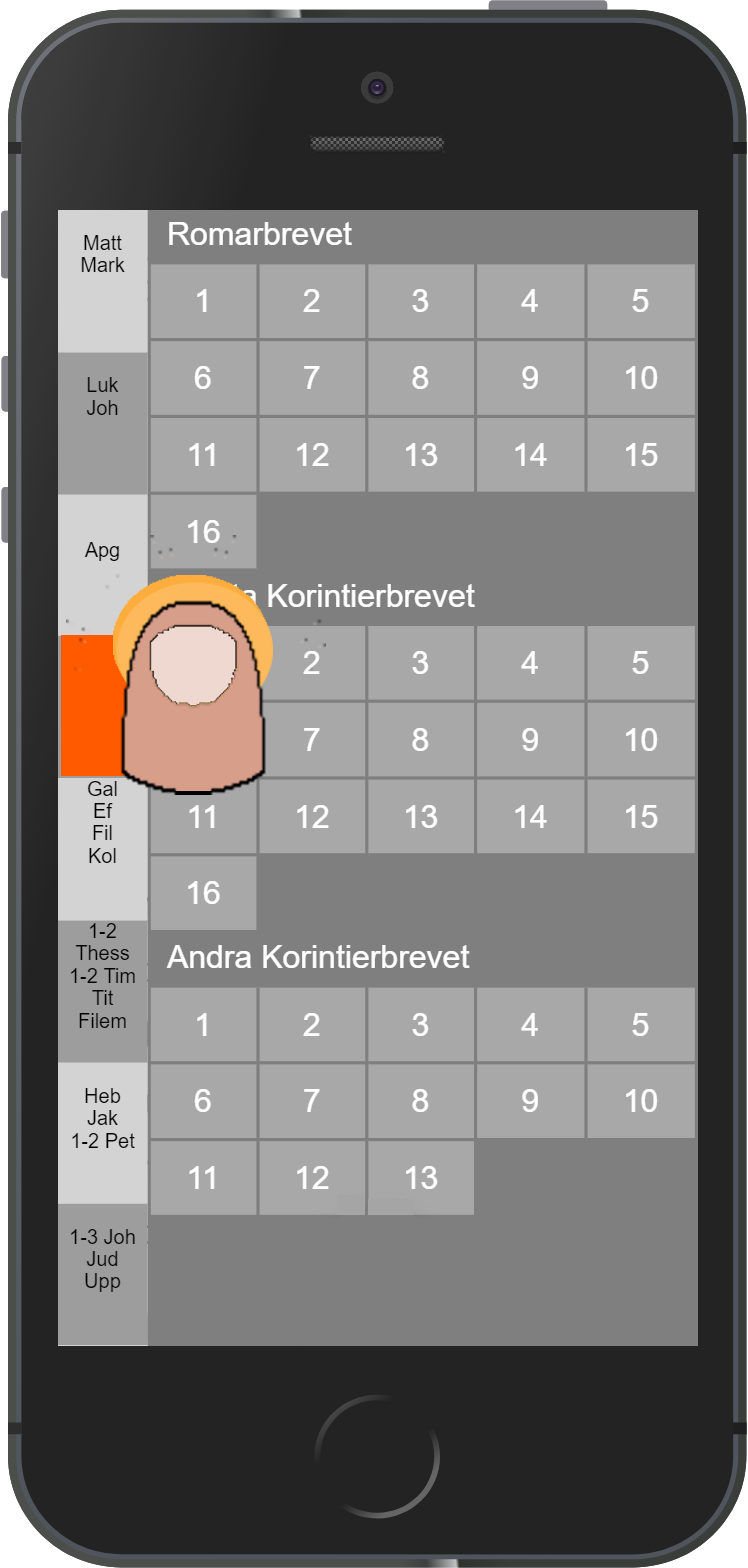 Matt
Mark
Luk
Joh
Apg
Gal
Ef
Fil
Kol
1-2
Thess
1-2 Tim
Tit
Filem
Heb
Jak
1-2 Pet
1-3 Joh
Jud
Upp
Romarbrevet
1 2 3 4 5
6 7 8 9 10
11 12 13 14 15
16
Korintierbrevet
2 3 4 5
7 8 9 10
11 12 13 14 15
16
Andra Korintierbrevet
1 2 3 4 5
6 7 8 9 10
11 12 13